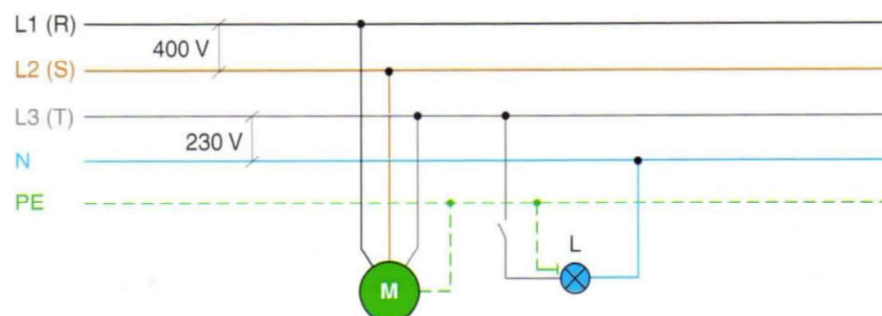 L1 (R)
400 V
L2 (S)
L3 (T)
230 V
N
PE
L
M